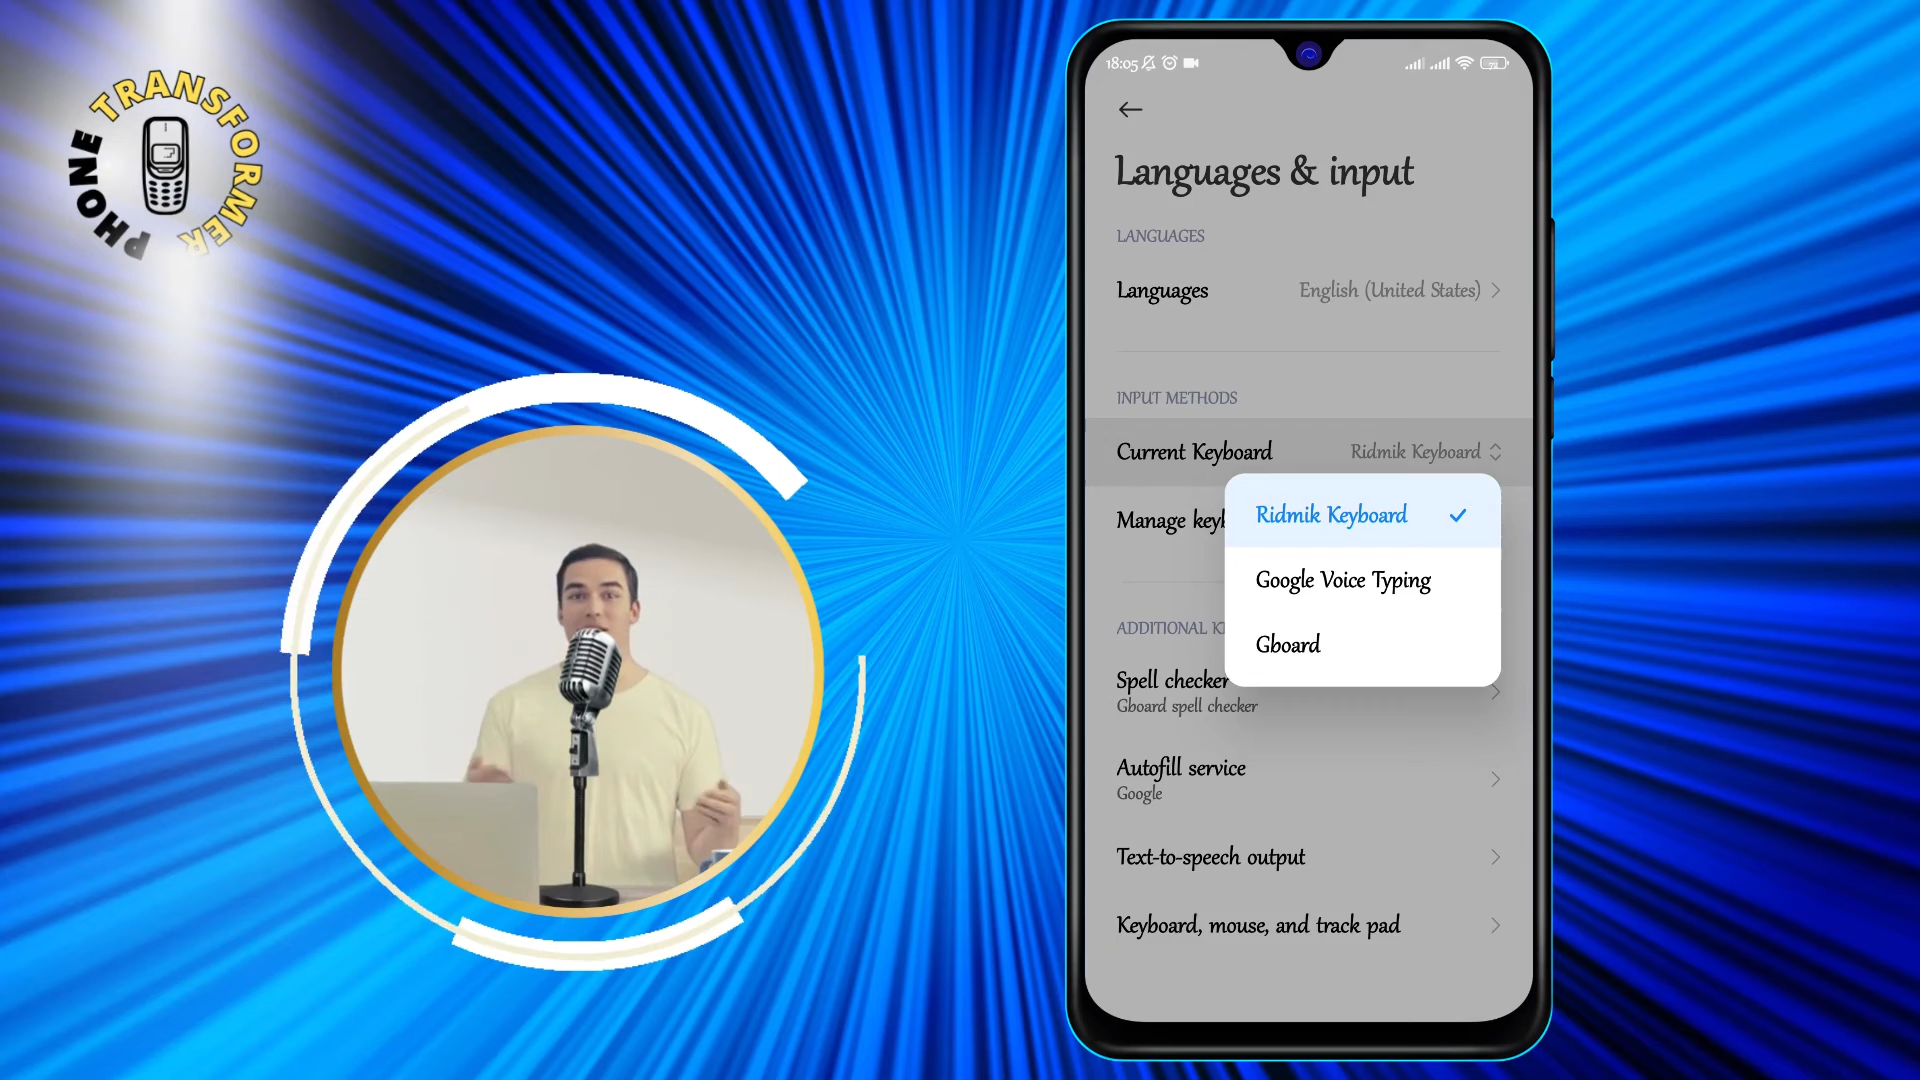 PHONE TRANSFORMER
18:05
72
Languages & input
LANGUAGES
Languages English (United States)
INPUT METHODS
Current Keyboard Ridmik Keyboard
Ridmik Keyboard
Manage
Google Voice Typing
ADDITIONAL
Gboard
Spell checker
Gboard spell checker
Autofill service
Google
Text-to-speech output
Keyboard, mouse, and track pad